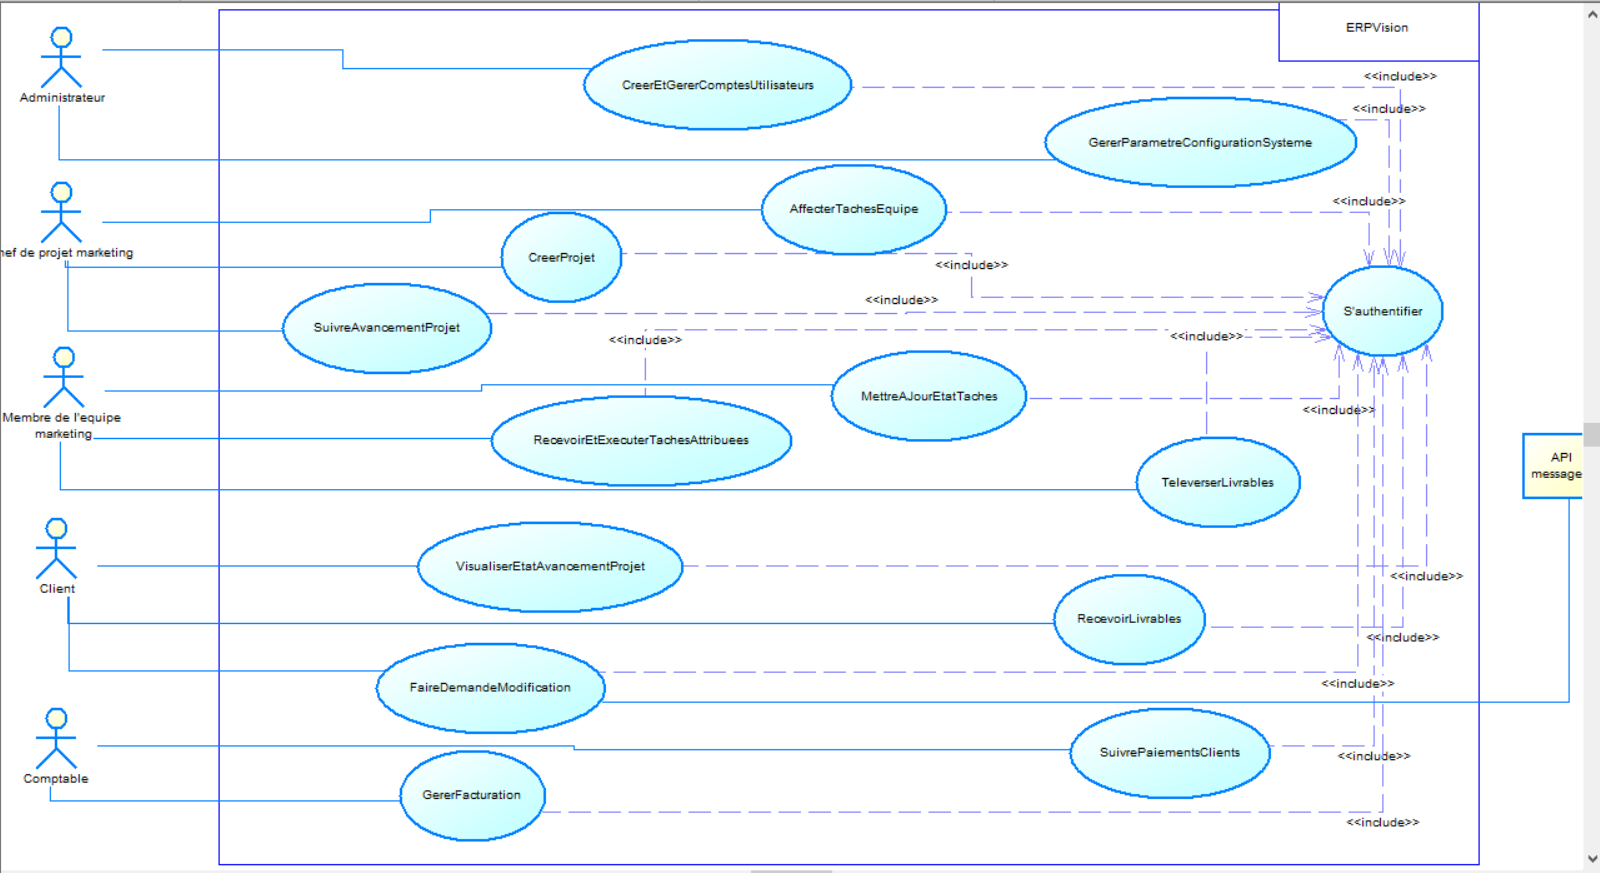 ERPVision
Administrateur
CreerEtGererComptesUtilisateurs
<<include>>
<<include>>
GererParametreConfigurationSysteme
AffecterTachesEquipe
<<include>>
hef de projet marketing
CreerProjet
<<include>>
<<include>>
S'authentifier
SuivreAvancementProjet
<<include>>
<<include>>
MettreAJourEtatTaches
<<include>>
Membre de l'equipe
marketing
RecevoirEtExecuterTachesAttribuees
API
message
TeleverserLivrables
VisualiserEtatAvancementProjet
<<include>>
Client
RecevoirLivrables
<<include>>
FaireDemandeModification
<<include>>
SuivrePaiementsClients
<<include>>
Comptable
GererFacturation
<<include>>